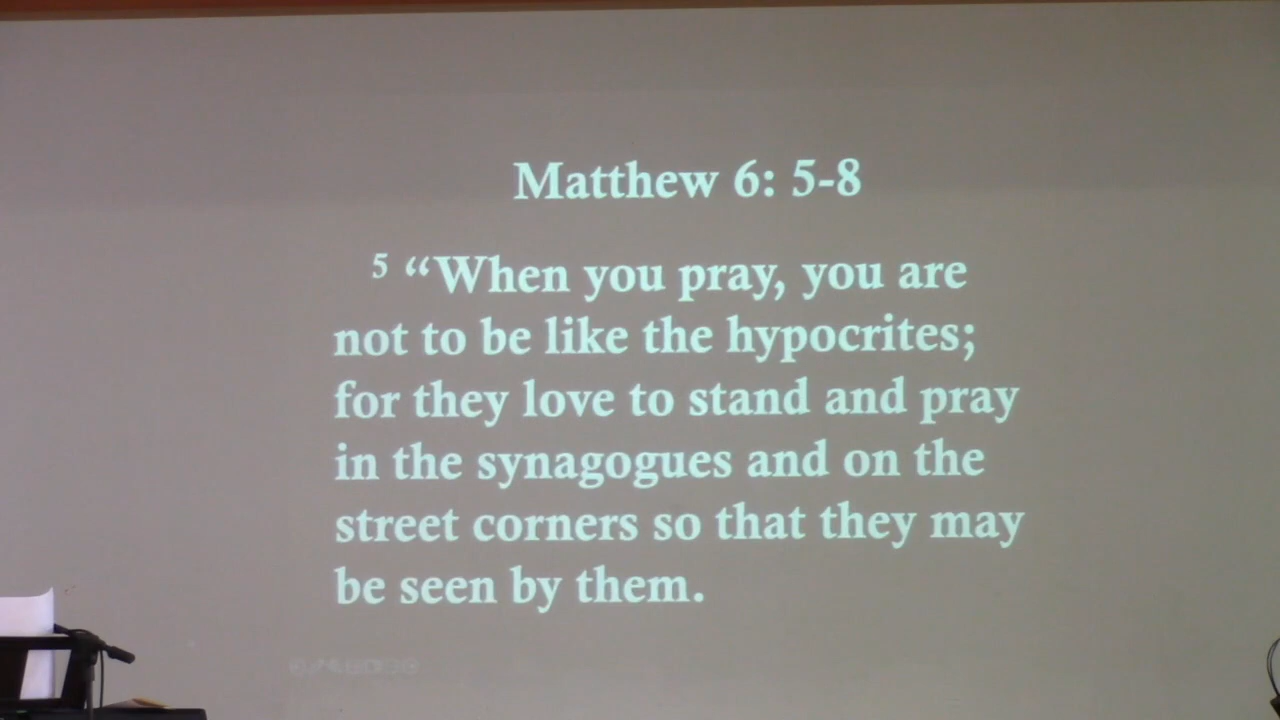 Matthew 6: 5-8
5 “When you pray, you are
not to be like the hypocrites;
for they love to stand and pray
in the synagogues and on the
street corners so that they may
be seen by them.